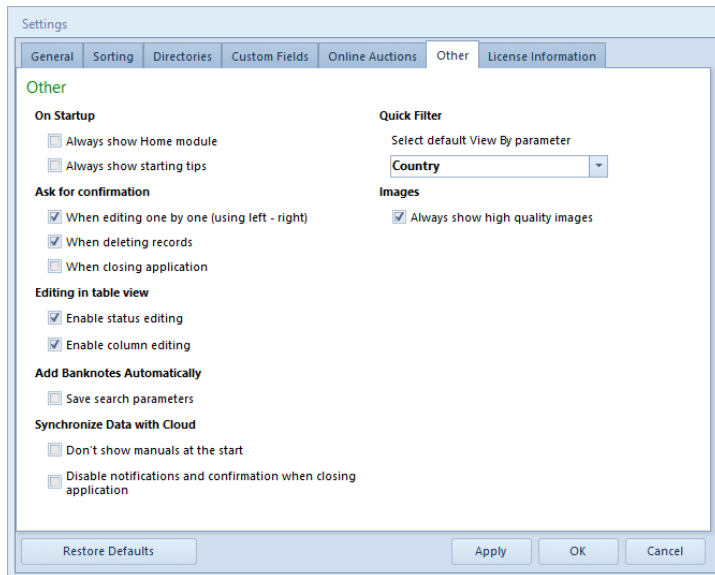 Settings
General Sorting Directories Custom Fields Online Auctions Other License Information
Other
On Startup
Always show Home module
Always show starting tips
Ask for confirmation
When editing one by one (using left - right)
When deleting records
When closing application
Editing in table view
Enable status editing
Enable column editing
Add Banknotes Automatically
Save search parameters
Synchronize Data with Cloud
Don't show manuals at the start
Disable notifications and confirmation when closing
application
Quick Filter
Select default View By parameter
Country
Images
Always show high quality images
Restore Defaults Apply OK Cancel